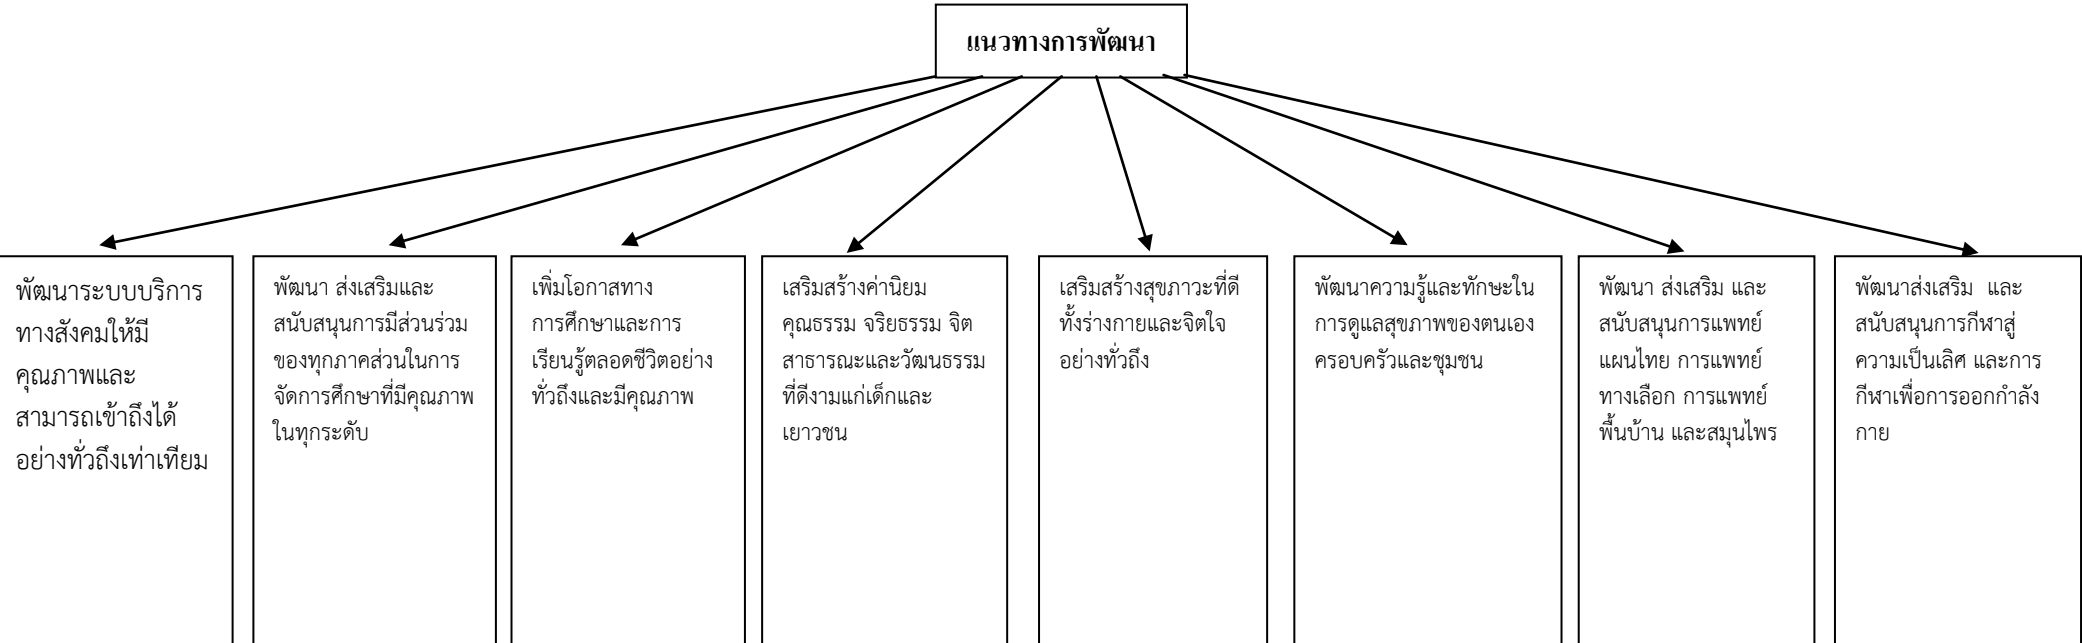 แนวทางการพัฒนา
พัฒนาระบบบริการ
ทางสังคมให้มี
คุณภาพและ
สามารถเข้าถึงได้
อย่างทั่วถึงเท่าเทียม
พัฒนา ส่งเสริมและ
สนับสนุนการมีส่วนร่วม
ของทุกภาคส่วนในการ
จัดการศึกษาที่มีคุณภาพ
ในทุกระดับ
เพิ่มโอกาสทาง
การศึกษาและการ
เรียนรู้ตลอดชีวิตอย่าง
ทั่วถึงและมีคุณภาพ
เสริมสร้างค่านิยม
คุณธรรม จริยธรรม จิต
สาธารณะและวัฒนธรรม
ที่ดีงามแก่เด็กและ
เยาวชน
เสริมสร้างสุขภาวะที่ดี
ทั้งร่างกายและจิตใจ
อย่างทั่วถึง
พัฒนาความรู้และทักษะใน
การดูแลสุขภาพของตนเอง
ครอบครัวและชุมชน
พัฒนา ส่งเสริม และ
สนับสนุนการแพทย์
แผนไทย การแพทย์
ทางเลือก การแพทย์
พื้นบ้าน และสมุนไพร
พัฒนาส่งเสริม  และ
สนับสนุนการกีฬาสู่
ความเป็นเลิศ และการ
กีฬาเพื่อการออกกำลัง
กาย